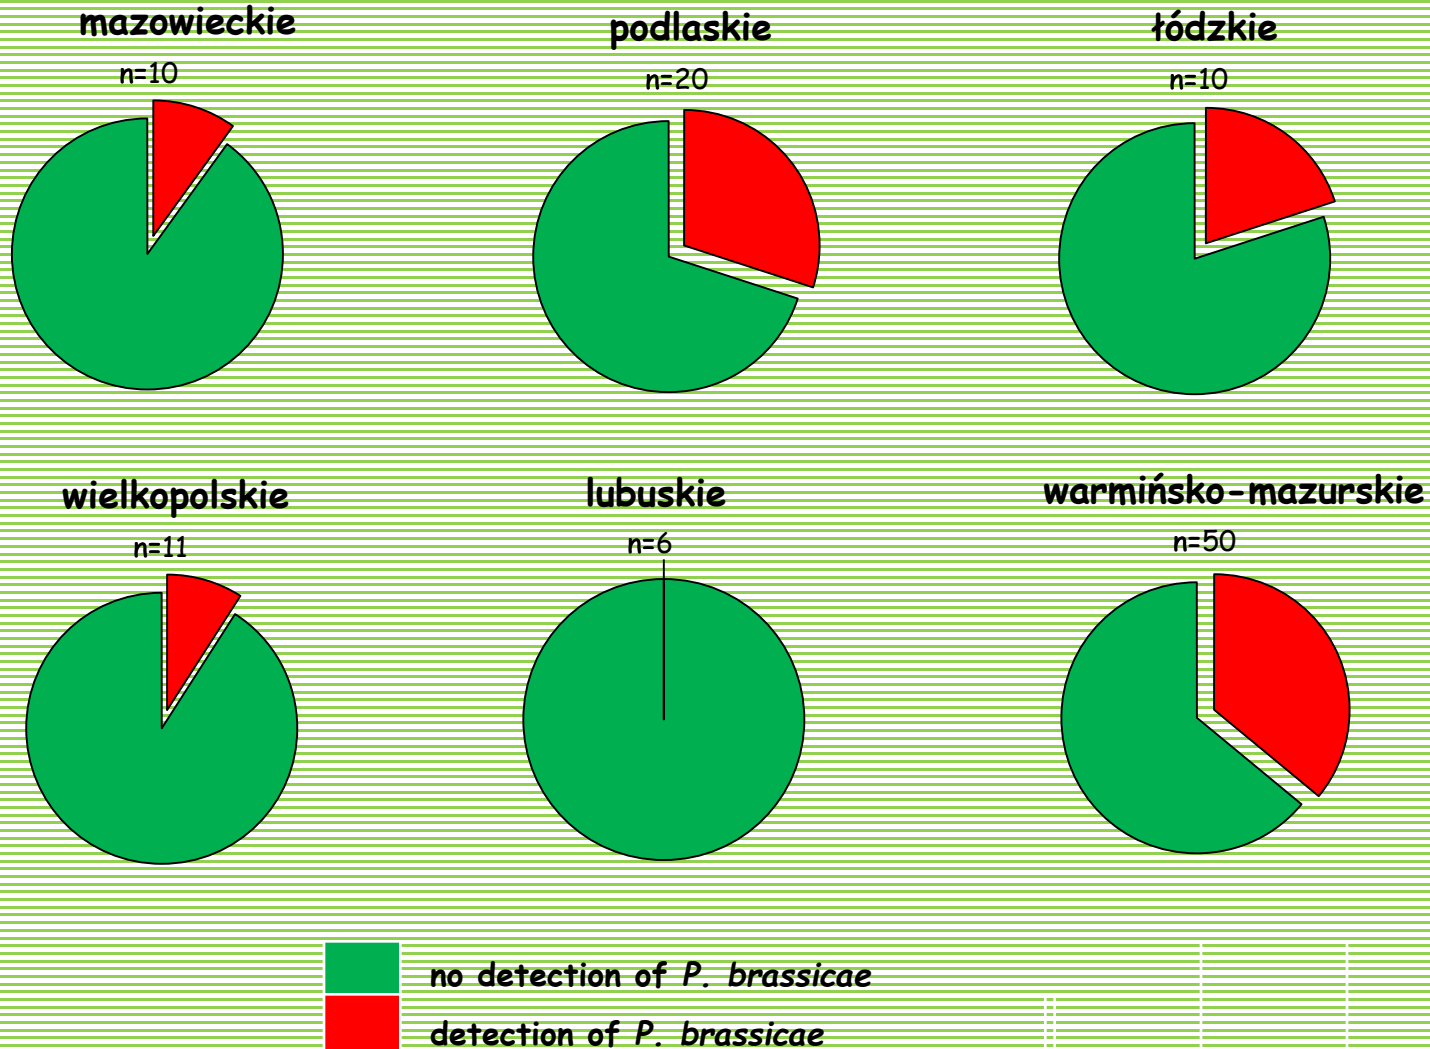 mazowieckie
n=10
podlaskie
n=20
łódzkie
n=10
wielkopolskie
n=11
lubuskie
n=6
warmińsko-mazurskie
n=50
no detection of P. brassicae
detection of P. brassicae